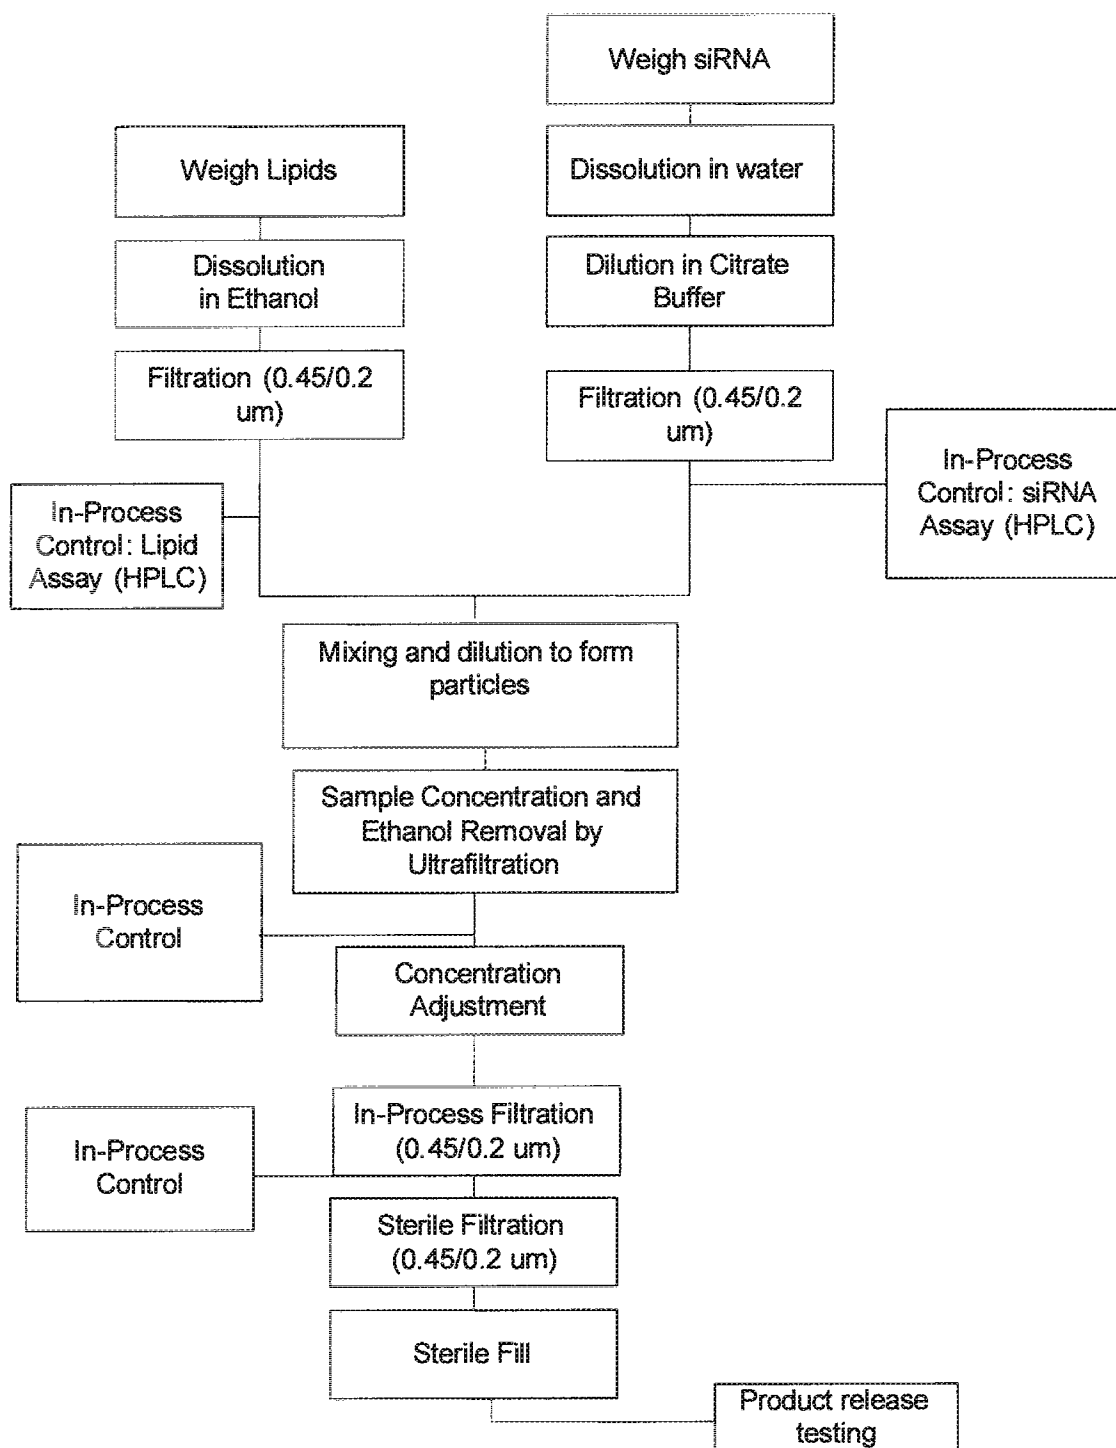 Weigh siRNA
Weigh Lipids
Dissolution in water
Dissolution
in Ethanol
Dilution in Citrate
Buffer
Filtration (0.45/0.2
um)
Filtration (0.45/0.2
um)
In-Process
Control: Lipid
Assay (HPLC)
In-Process
Control: siRNA
Assay (HPLC)
Mixing and dilution to form
particles
Sample Concentration and
Ethanol Removal by
Ultrafiltration
In-Process
Control
Concentration
Adjustment
In-Process Filtration
(0.45/0.2 um)
In-Process
Control
Sterile Filtration
(0.45/0.2 um)
Sterile Fill
Product release
testing